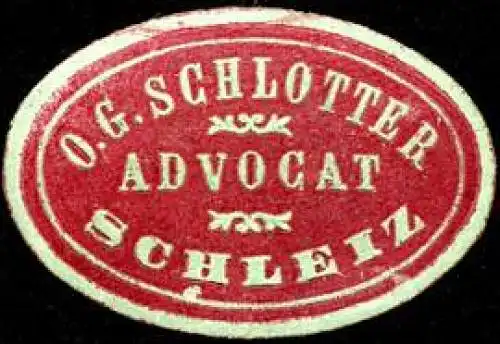 O. G. SCHLOTTER
ADVOCAT
SCHLEIZ